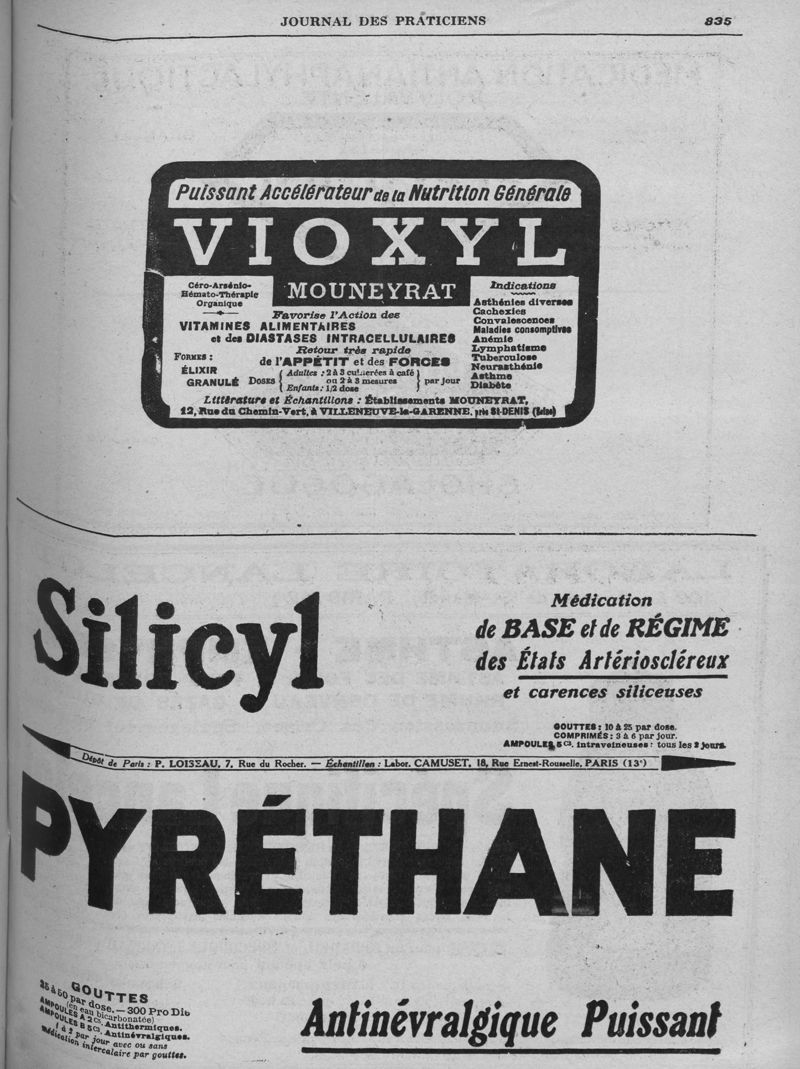 JOURNAL DES PRATICIENS 835
Puissant Accélérateur de la Nutrition Générale
VIOXYL
MOUNEYRAT
Céro-Arsénio-
Hémato-Thérapie
Organique
Favorise l'Action des
VITAMINES ALIMENTAIRES
et des DIASTASES INTRACELLULAIRES
Retour très rapide
de l'APPÉTIT et des FORCES
FORMES :
ÉLIXIR
GRANULÉ
DOSES
Adultes : 2 à 3 cuillerées à café
ou 2 à 3 mesures
Enfants : 1/2 dose
par jour
Indications
Asthénies diverses
Cachexies
Convalescences
Maladies consomptives
Anémie
Lymphatisme
Tuberculose
Neurasthénie
Asthme
Diabète
Littérature et Échantillons : Établissements MOUNEYRAT,
12, Rue du Chemin-Vert, à VILLENEUVE-la-GARENNE, près St-DENIS (Seine)
Silicyl
Médication
de BASE et de RÉGIME
des États Artérioscléreux
et carences siliceuses
GOUTTES : 10 à 25 par dose.
COMPRIMÉS : 3 à 6 par jour.
AMPOULES 5 cc. intraveineuses : tous les 2 jours.
Dépôt de Paris : P. LOISEAU, 7, Rue du Rocher. — Échantillon : Labor. CAMUSET, 18, Rue Ernest-Rousselle, PARIS (13e)
PYRÉTHANE
GOUTTES
25 à 50 par dose. — 300 Pro Die
(en eau bicarbonatée)
AMPOULES A 2 cc. Antithermiques.
AMPOULES B 5 cc. Antinévralgiques.
1 à 2 par jour avec ou sans
médication intercalaire par gouttes.
Antinévralgique Puissant